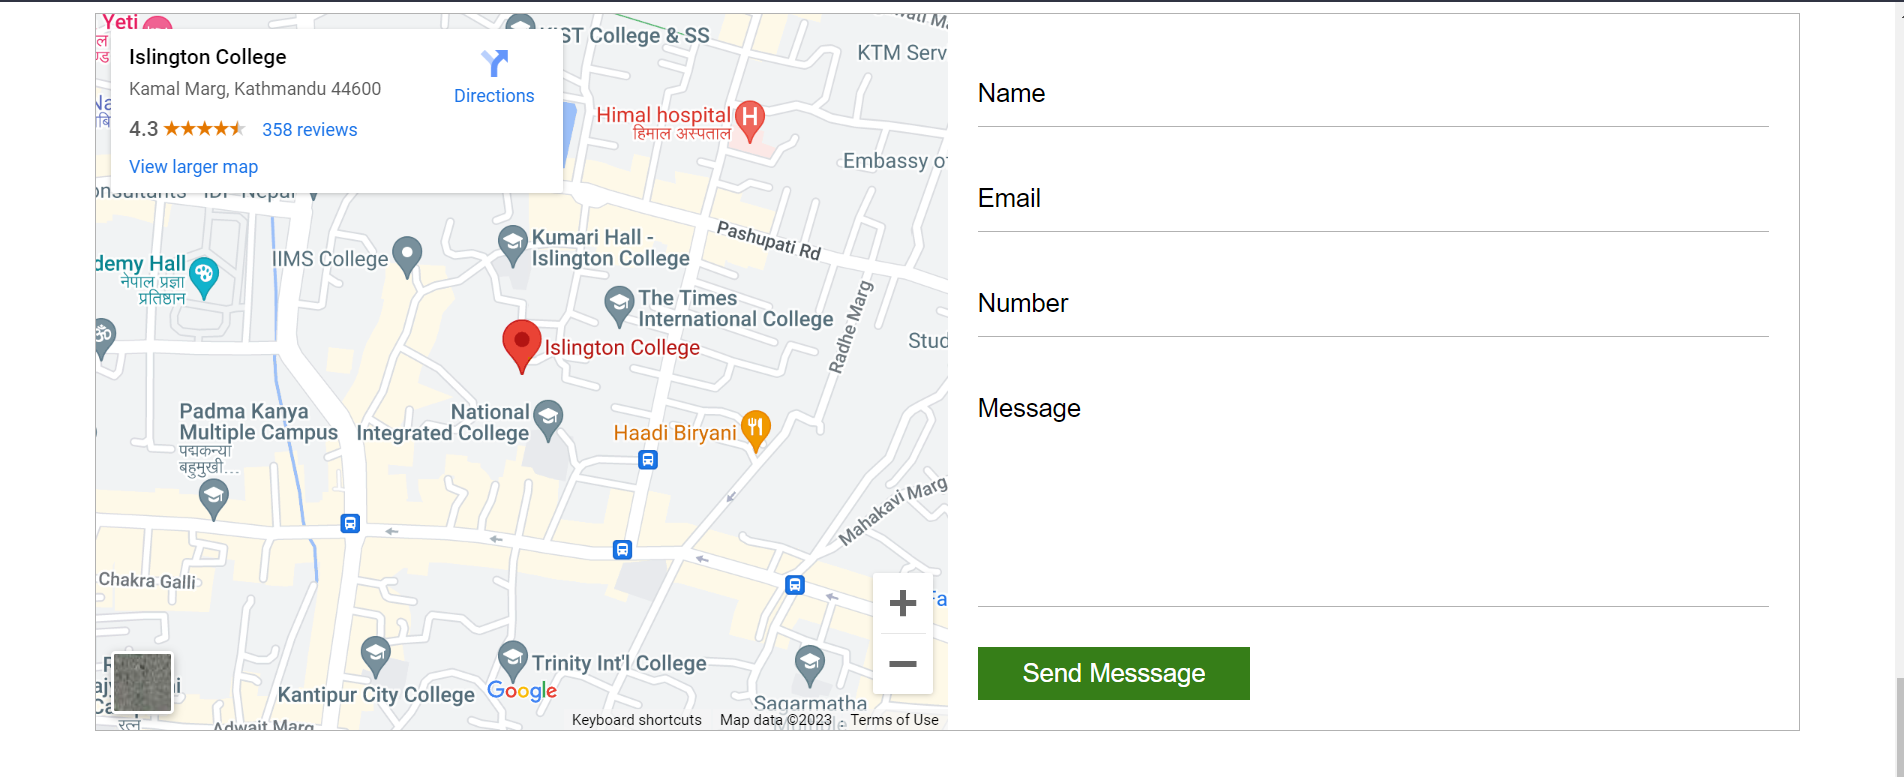 Yeti
Islington College
Kamal Marg, Kathmandu 44600
4.3
358 reviews
View larger map
Directions
College & SS
KTM Serv
Himal hospital
हिमाल अस्पताल
H
Embassy of
Pashupati Rd
Kumari Hall -
Islington College
IIMS College
demy Hall
नेपाल प्रज्ञा
प्रतिष्ठान
ॐ
The Times
International College
Radhe Marg
Stud
Islington College
Padma Kanya
Multiple Campus
पद्मकन्या
बहुमुखी...
National
Integrated College
Haadi Biryani
Mahakavi Marg
Chakra Galli
Fa
Kantipur City College
Trinity Int'l College
Google
Sagarmatha
Adwait Marg
रत्न
Keyboard shortcuts
Map data ©2023
Terms of Use
Name
Email
Number
Message
Send Messsage